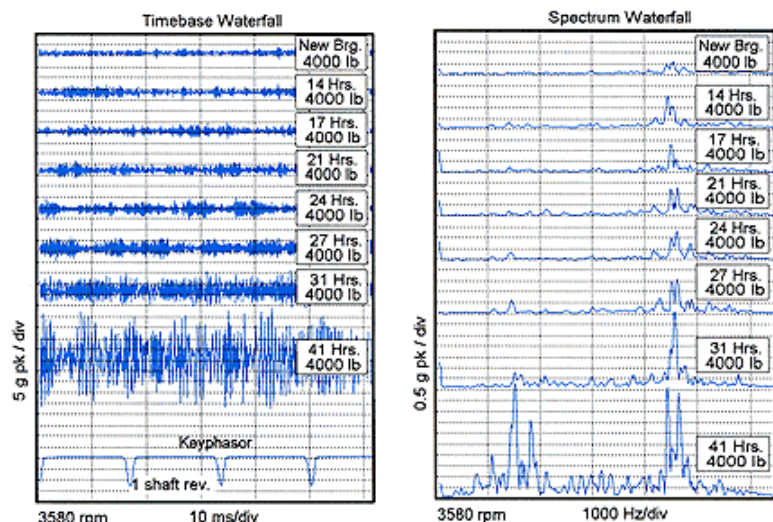 Timebase Waterfall
New Brg.
4000 lb
14 Hrs.
4000 lb
17 Hrs.
4000 lb
21 Hrs.
4000 lb
24 Hrs.
4000 lb
27 Hrs.
4000 lb
31 Hrs.
4000 lb
41 Hrs.
4000 lb
5 g pk / div
Keyphasor
1 shaft rev.
3580 rpm
10 ms/div
Spectrum Waterfall
New Brg.
4000 lb
14 Hrs.
4000 lb
17 Hrs.
4000 lb
21 Hrs.
4000 lb
24 Hrs.
4000 lb
27 Hrs.
4000 lb
31 Hrs.
4000 lb
41 Hrs.
4000 lb
0.5 g pk / div
3580 rpm
1000 Hz/div